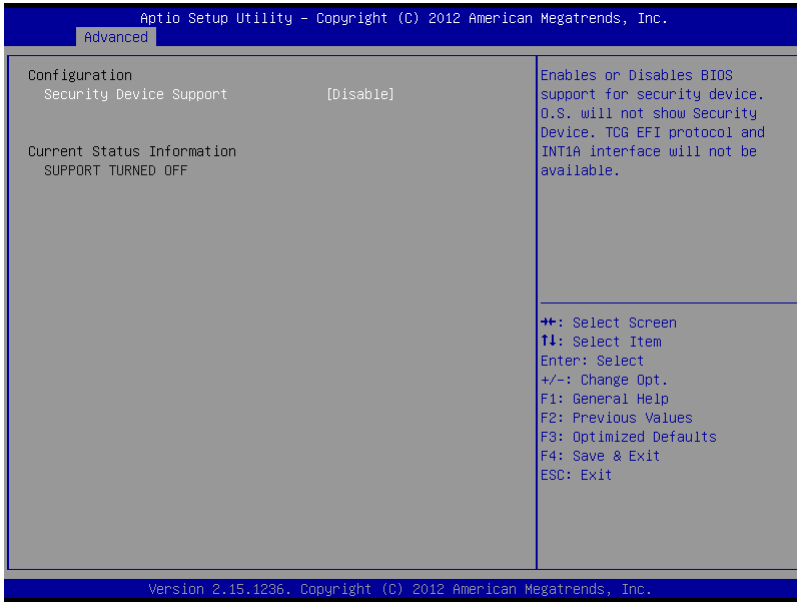 Aptio Setup Utility – Copyright (C) 2012 American Megatrends, Inc.
Advanced
Configuration
Security Device Support [Disable]
Current Status Information
SUPPORT TURNED OFF
Enables or Disables BIOS
support for security device.
O.S. will not show Security
Device. TCG EFI protocol and
INT1A interface will not be
available.
→←: Select Screen
↑↓: Select Item
Enter: Select
+/-: Change Opt.
F1: General Help
F2: Previous Values
F3: Optimized Defaults
F4: Save & Exit
ESC: Exit
Version 2.15.1236. Copyright (C) 2012 American Megatrends, Inc.